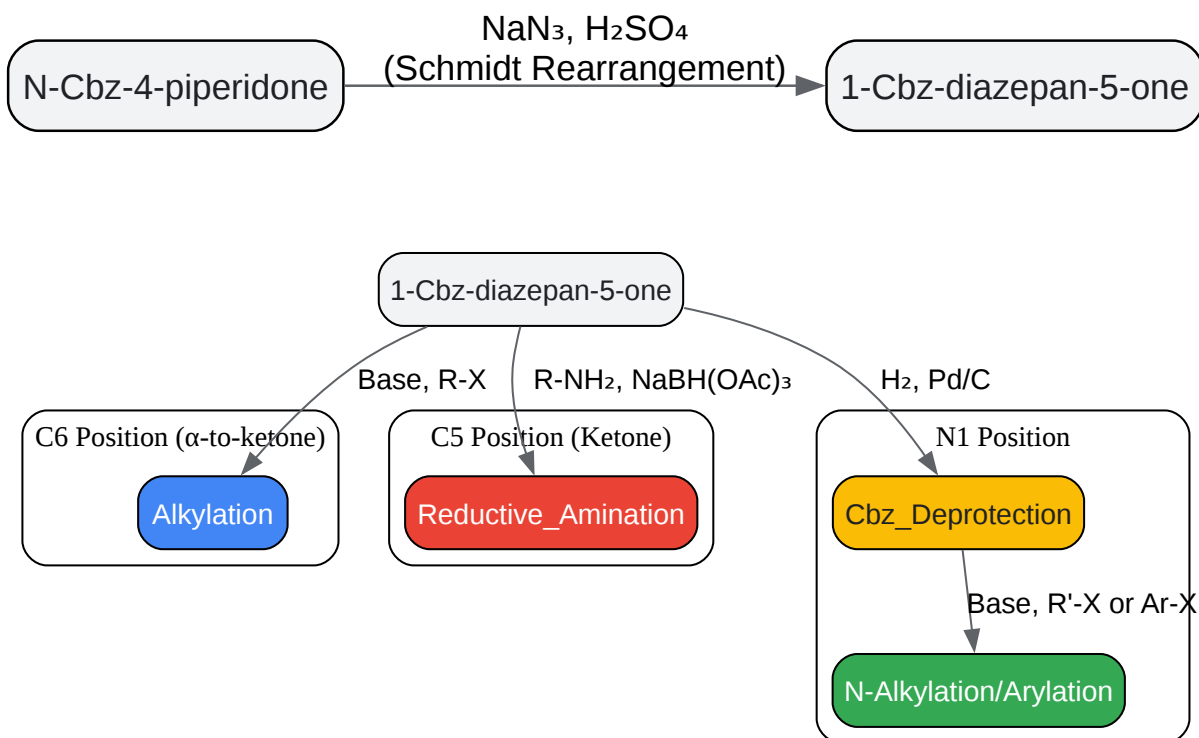 NaN₃, H₂SO₄
(Schmidt Rearrangement)
N-Cbz-4-piperidone
1-Cbz-diazepan-5-one
1-Cbz-diazepan-5-one
Base, R-X
R-NH₂, NaBH(OAc)₃
H₂, Pd/C
C6 Position (α-to-ketone)
C5 Position (Ketone)
N1 Position
Alkylation
Reductive_Amination
Cbz_Deprotection
Base, R'-X or Ar-X
N-Alkylation/Arylation